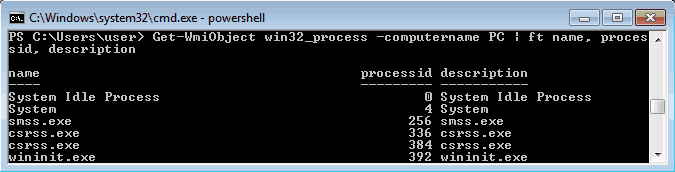 C:\Windows\system32\cmd.exe - powershell
PS C:\Users\user> Get-WmiObject win32_process -computername PC | ft name, proces
sid, description
name processid description
---- --------- -----------
System Idle Process 0 System Idle Process
System 4 System
smss.exe 256 smss.exe
csrss.exe 336 csrss.exe
csrss.exe 384 csrss.exe
wininit.exe 392 wininit.exe